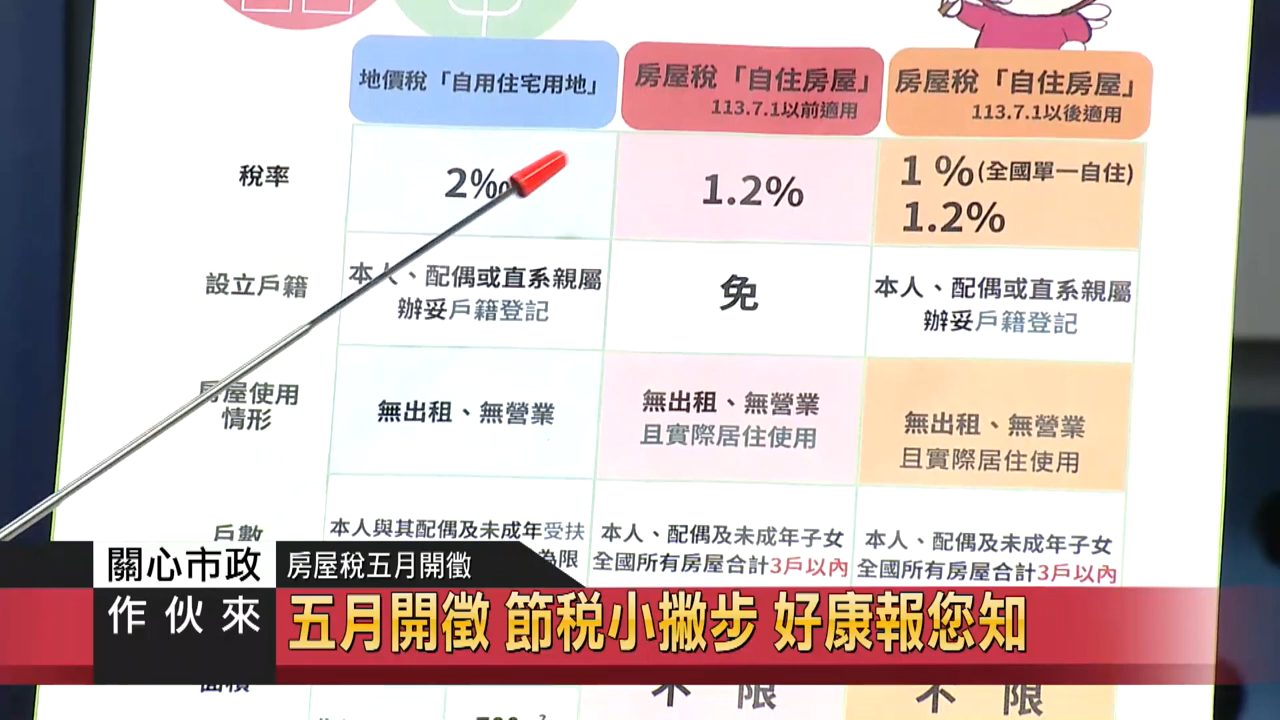 地價稅「自用住宅用地」
房屋稅「自住房屋」
113.7.1以前適用
房屋稅「自住房屋」
113.7.1以後適用
稅率
2‰
1.2%
1 %(全國單一自住)
1.2%
設立戶籍
本人、配偶或直系親屬
辦妥戶籍登記
免
本人、配偶或直系親屬
辦妥戶籍登記
房屋使用
情形
無出租、無營業
無出租、無營業
且實際居住使用
無出租、無營業
且實際居住使用
戶數
本人與其配偶及未成年受扶
為限
本人、配偶及未成年子女
全國所有房屋合計3戶以內
本人、配偶及未成年子女
全國所有房屋合計3戶以內
關心市政
作伙來
房屋稅五月開徵
五月開徵 節稅小撇步 好康報您知
面積
不 限
不 限